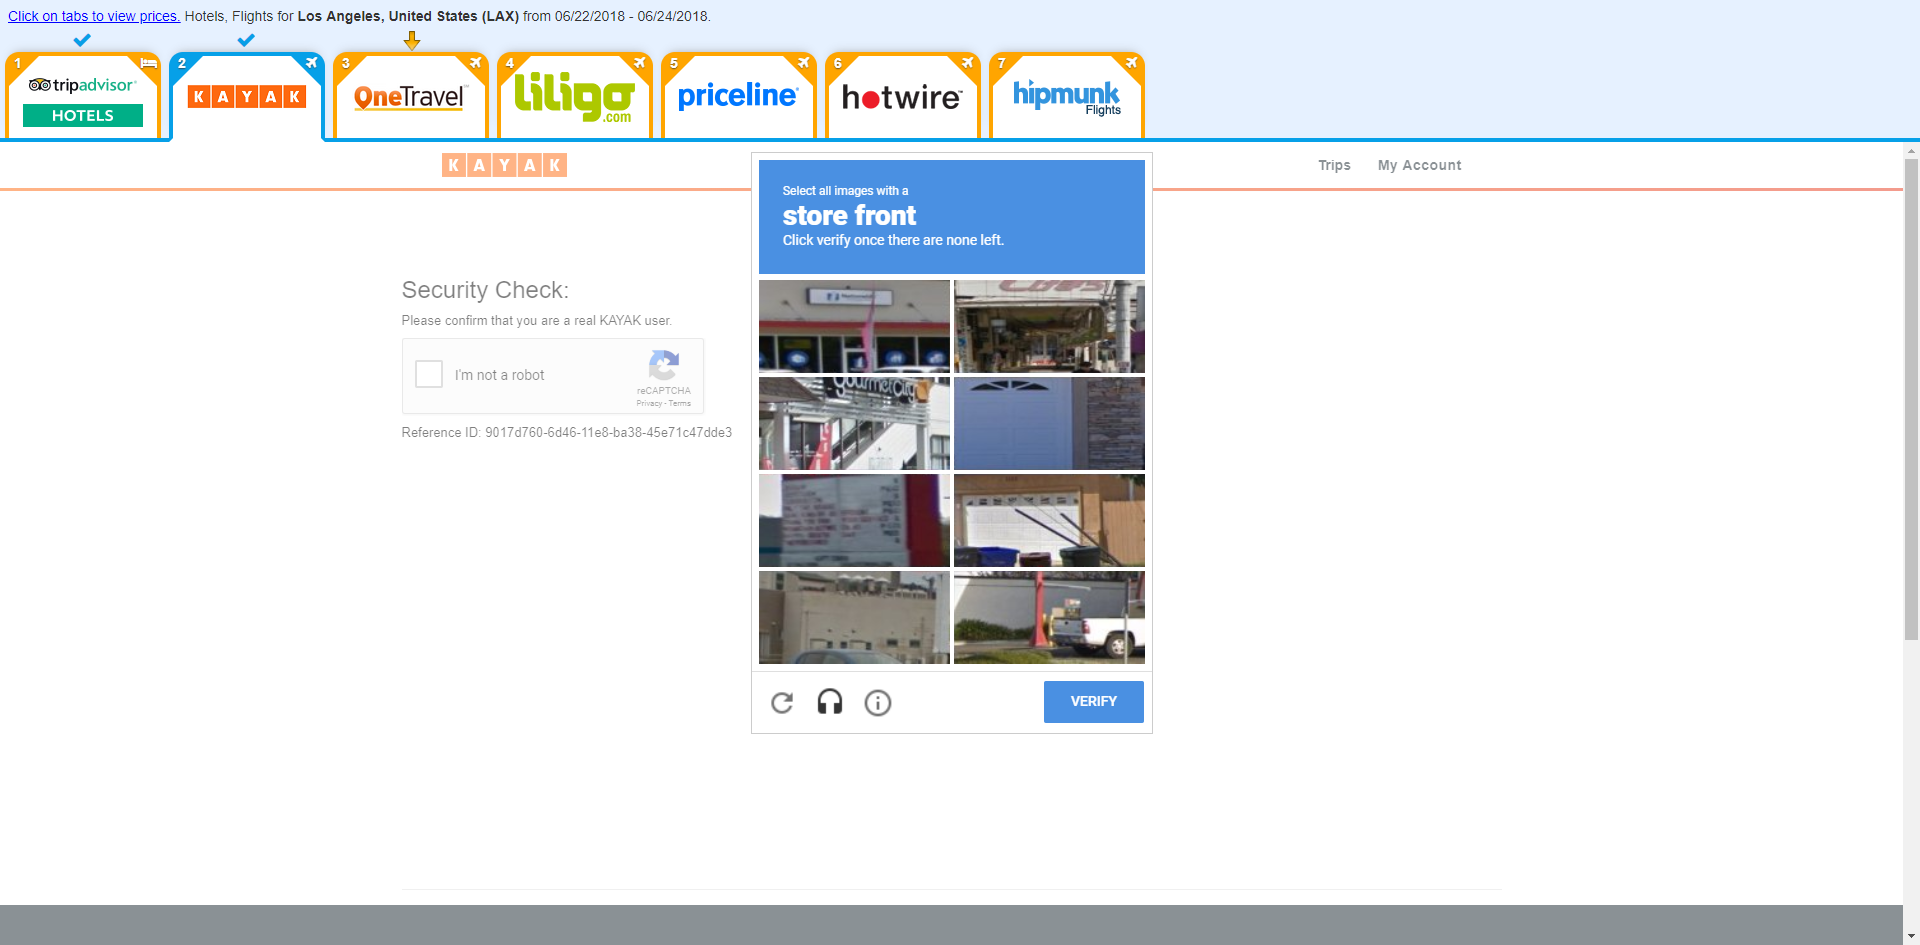 Click on tabs to view prices. Hotels, Flights for Los Angeles, United States (LAX) from 06/22/2018 - 06/24/2018.
1
tripadvisor
HOTELS
2
KAYAK
3
OneTravel
4
liligo
.com
5
priceline
6
hotwire™
7
hipmunk
Flights
KAYAK
Trips
My Account
Select all images with a
store front
Click verify once there are none left.
Security Check:
Please confirm that you are a real KAYAK user.
I'm not a robot
reCAPTCHA
Privacy - Terms
Reference ID: 9017d760-6d46-11e8-ba38-45e71c47dde3
GourmetCity
VERIFY